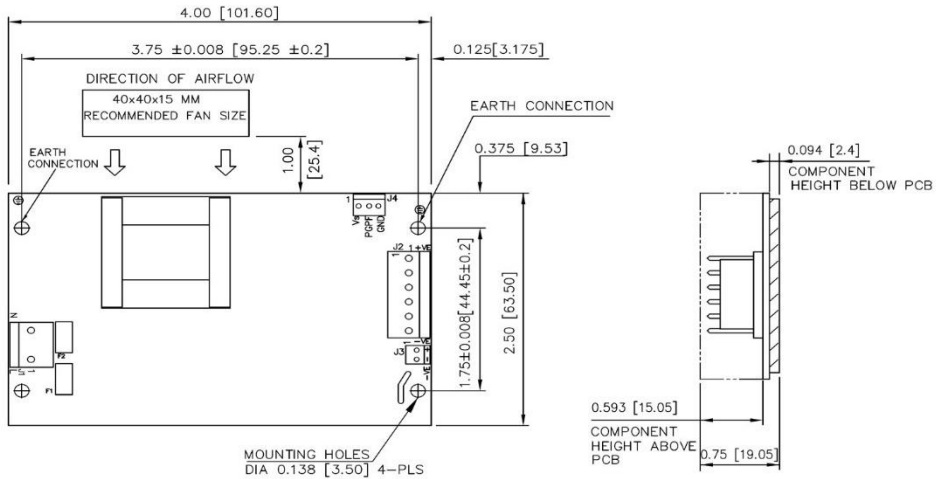 4.00 [101.60]
3.75 ±0.008 [95.25 ±0.2]
0.125[3.175]
DIRECTION OF AIRFLOW
40x40x15 MM
RECOMMENDED FAN SIZE
EARTH CONNECTION
EARTH
CONNECTION
1.00
[25.4]
0.375 [9.53]
0.094 [2.4]
COMPONENT
HEIGHT BELOW PCB
1
J4
Vs
PGPF
GND
J2
1
+VE
1.75±0.008[44.45±0.2]
2.50 [63.50]
N
F2
J1
1
L
F1
-VE
J3
1
- +
-VE
0.593 [15.05]
COMPONENT
HEIGHT ABOVE
PCB
0.75 [19.05]
MOUNTING HOLES
DIA 0.138 [3.50] 4-PLS